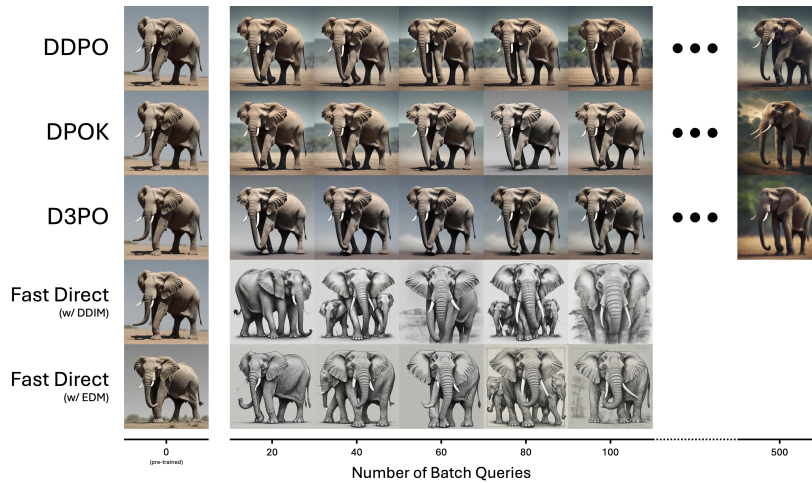 DDPO
DPOK
D3PO
Fast Direct
(w/ DDIM)
Fast Direct
(w/ EDM)
0 20 40 60 80 100 500
(pre-trained)
Number of Batch Queries